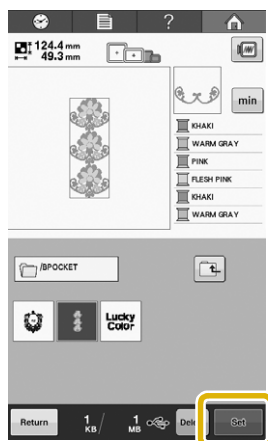 ?
124.4 mm
49.3 mm
min
KHAKI
WARM GRAY
PINK
FLESH PINK
KHAKI
WARM GRAY
/BPOCKET
Lucky
Color
Return
1 KB / 1 MB
Set